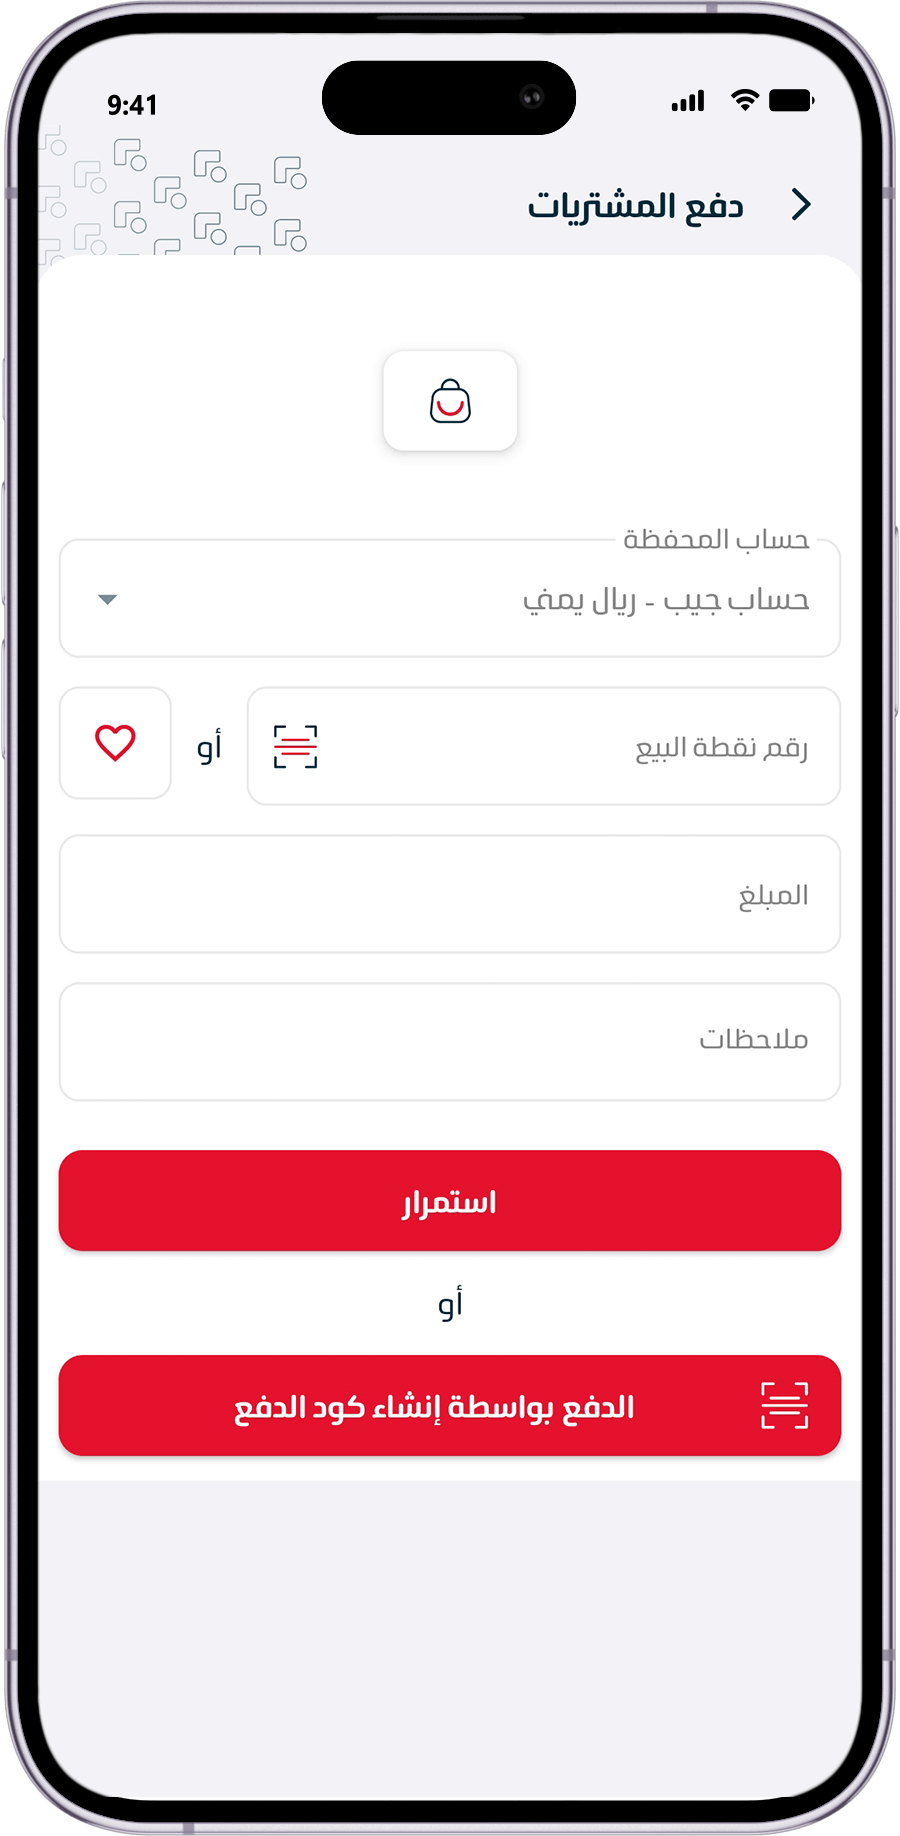 9:41
دفع المشتريات
حساب المحفظة
حساب جيب - ريال يمني
رقم نقطة البيع
أو
المبلغ
ملاحظات
استمرار
أو
الدفع بواسطة إنشاء كود الدفع